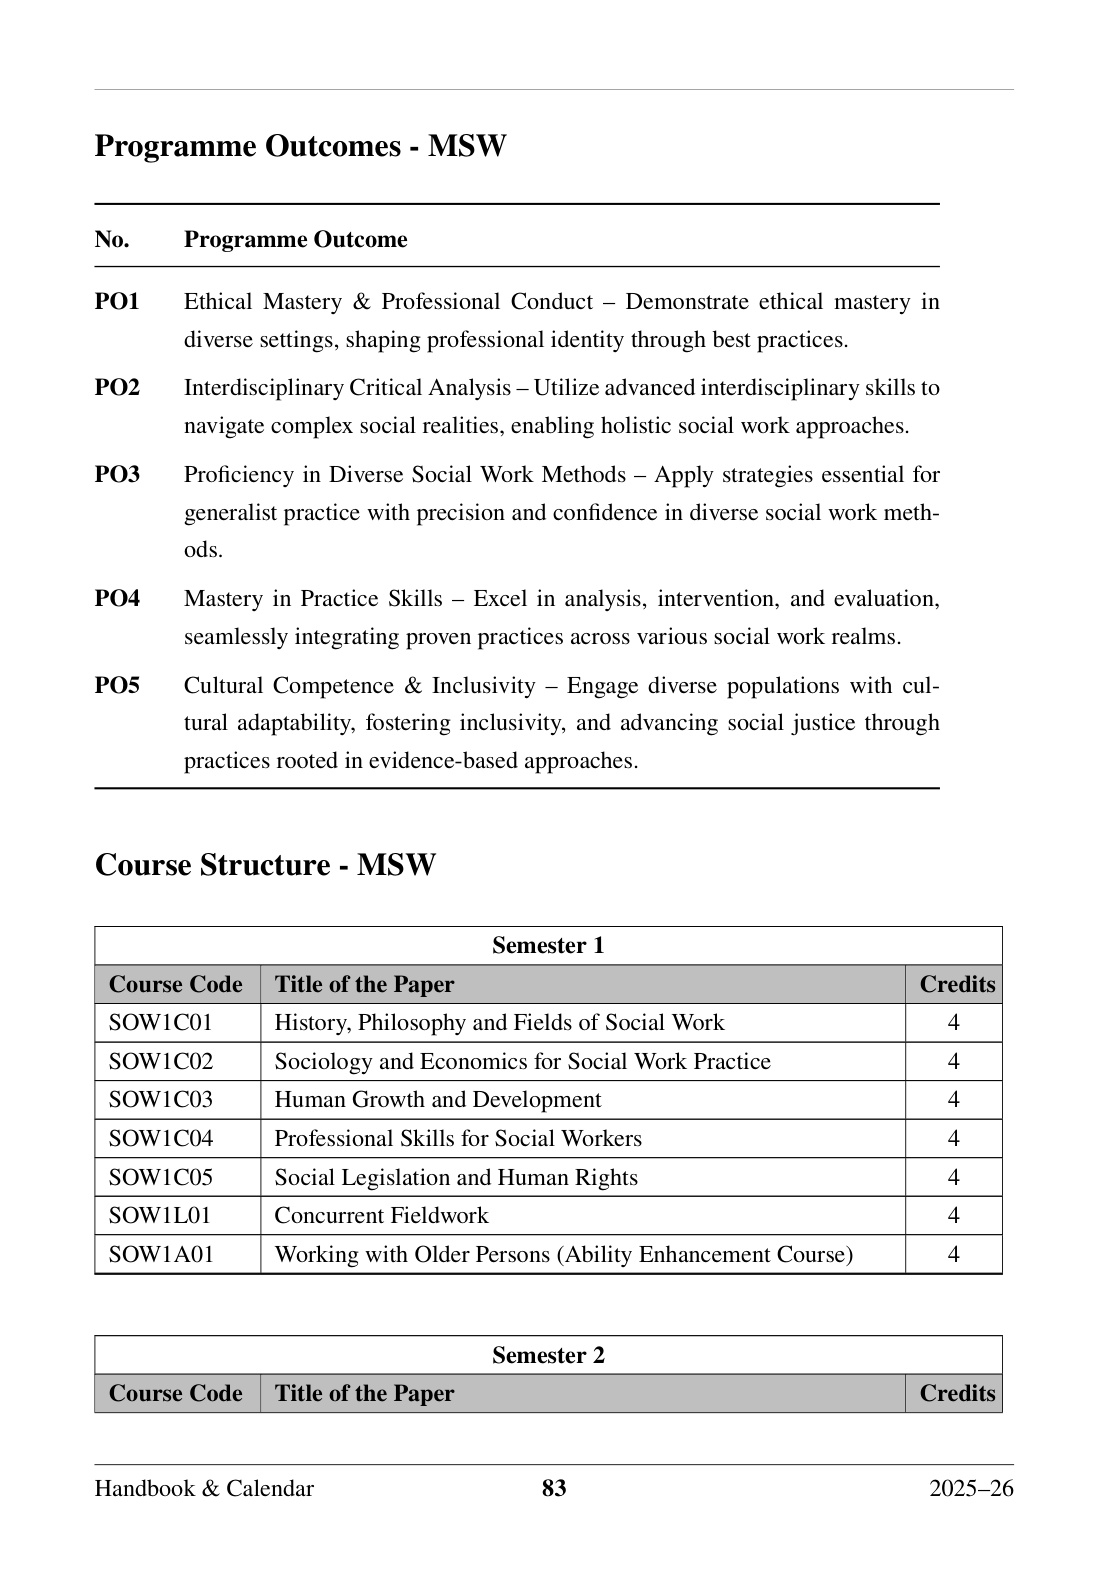 Programme Outcomes - MSW
No. Programme Outcome
PO1 Ethical Mastery & Professional Conduct – Demonstrate ethical mastery in
diverse settings, shaping professional identity through best practices.
PO2 Interdisciplinary Critical Analysis – Utilize advanced interdisciplinary skills to
navigate complex social realities, enabling holistic social work approaches.
PO3 Proficiency in Diverse Social Work Methods – Apply strategies essential for
generalist practice with precision and confidence in diverse social work meth-
ods.
PO4 Mastery in Practice Skills – Excel in analysis, intervention, and evaluation,
seamlessly integrating proven practices across various social work realms.
PO5 Cultural Competence & Inclusivity – Engage diverse populations with cul-
tural adaptability, fostering inclusivity, and advancing social justice through
practices rooted in evidence-based approaches.
Course Structure - MSW
Semester 1
Course Code Title of the Paper Credits
SOW1C01 History, Philosophy and Fields of Social Work 4
SOW1C02 Sociology and Economics for Social Work Practice 4
SOW1C03 Human Growth and Development 4
SOW1C04 Professional Skills for Social Workers 4
SOW1C05 Social Legislation and Human Rights 4
SOW1L01 Concurrent Fieldwork 4
SOW1A01 Working with Older Persons (Ability Enhancement Course) 4
Semester 2
Course Code Title of the Paper Credits
Handbook & Calendar 83 2025–26